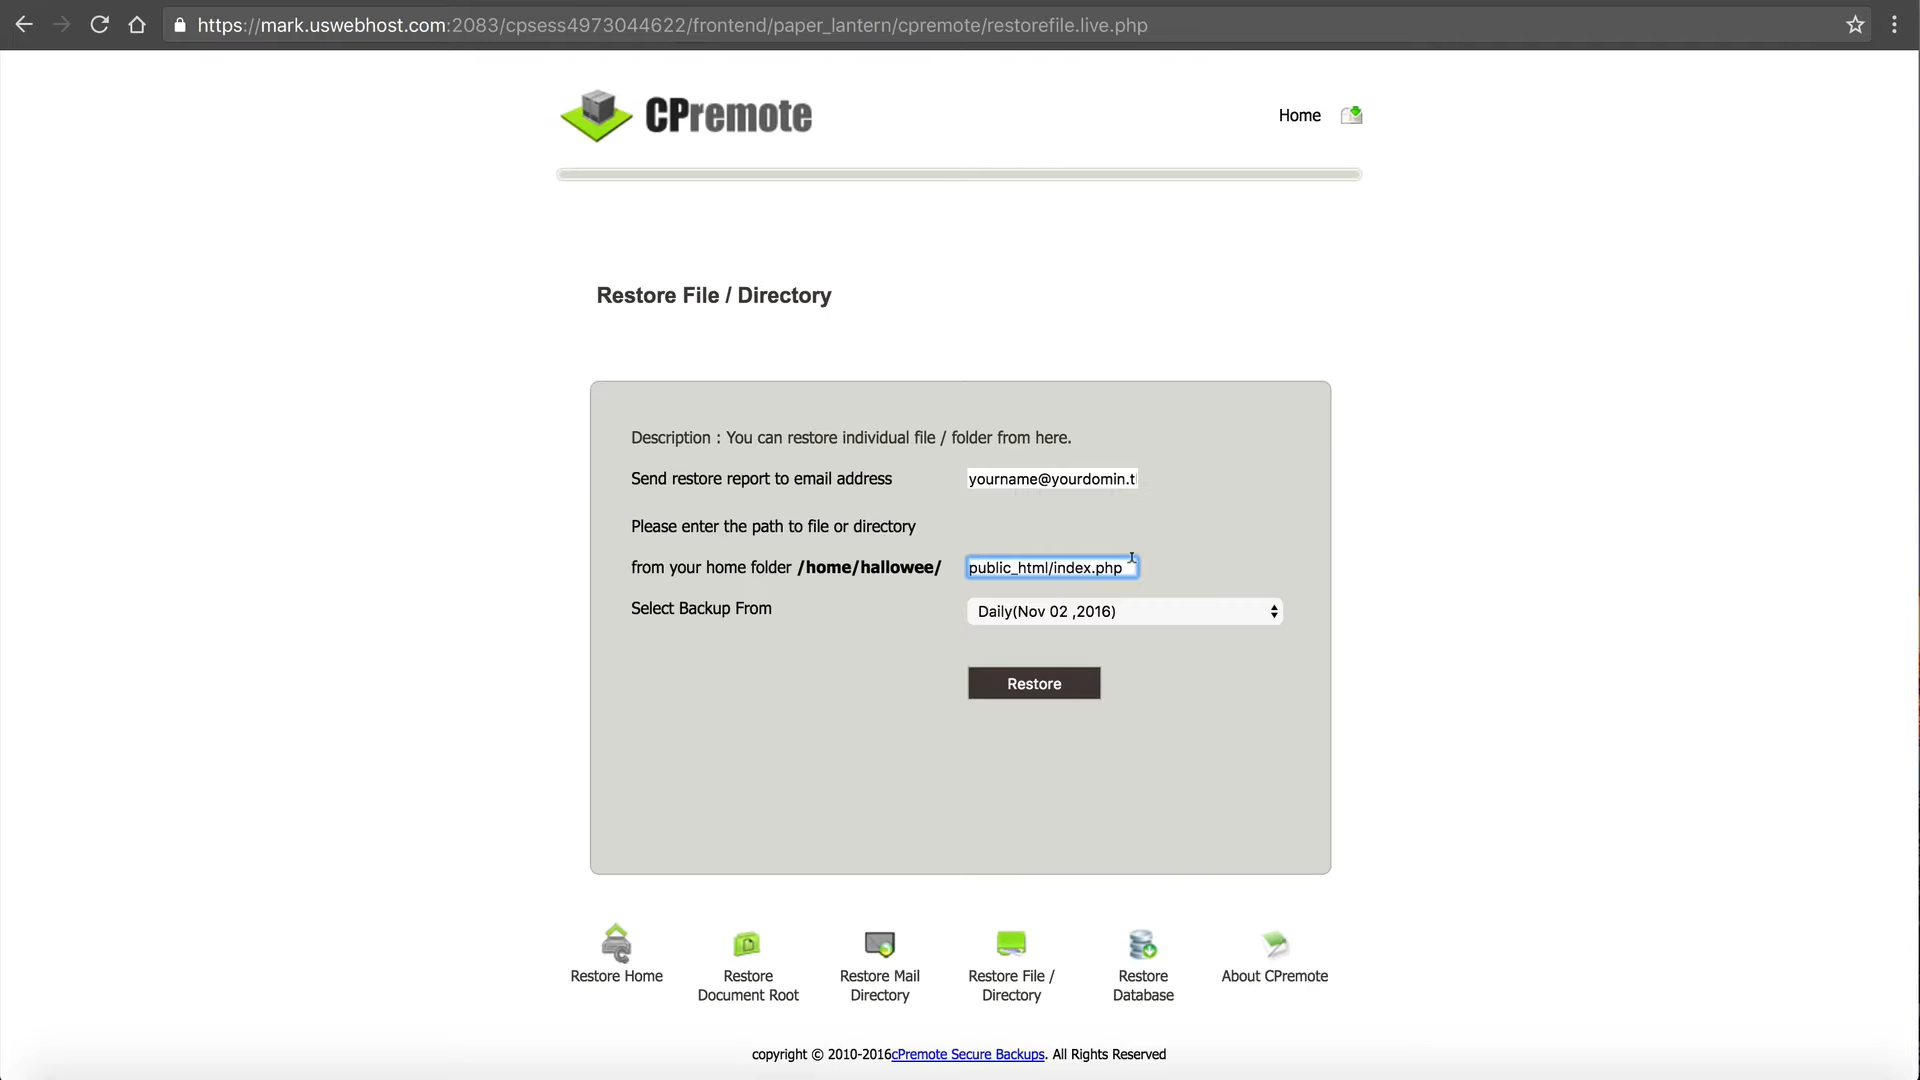 https://mark.uswebhost.com:2083/cpsess4973044622/frontend/paper_lantern/cpremote/restorefile.live.php
CPremote
Home
Restore File / Directory
Description : You can restore individual file / folder from here.
Send restore report to email address
yourname@yourdomin.t
Please enter the path to file or directory
from your home folder /home/hallowee/
public_html/index.php
Select Backup From
Daily(Nov 02 ,2016)
Restore
Restore Home
Restore
Document Root
Restore Mail
Directory
Restore File /
Directory
Restore
Database
About CPremote
copyright © 2010-2016cPremote Secure Backups. All Rights Reserved